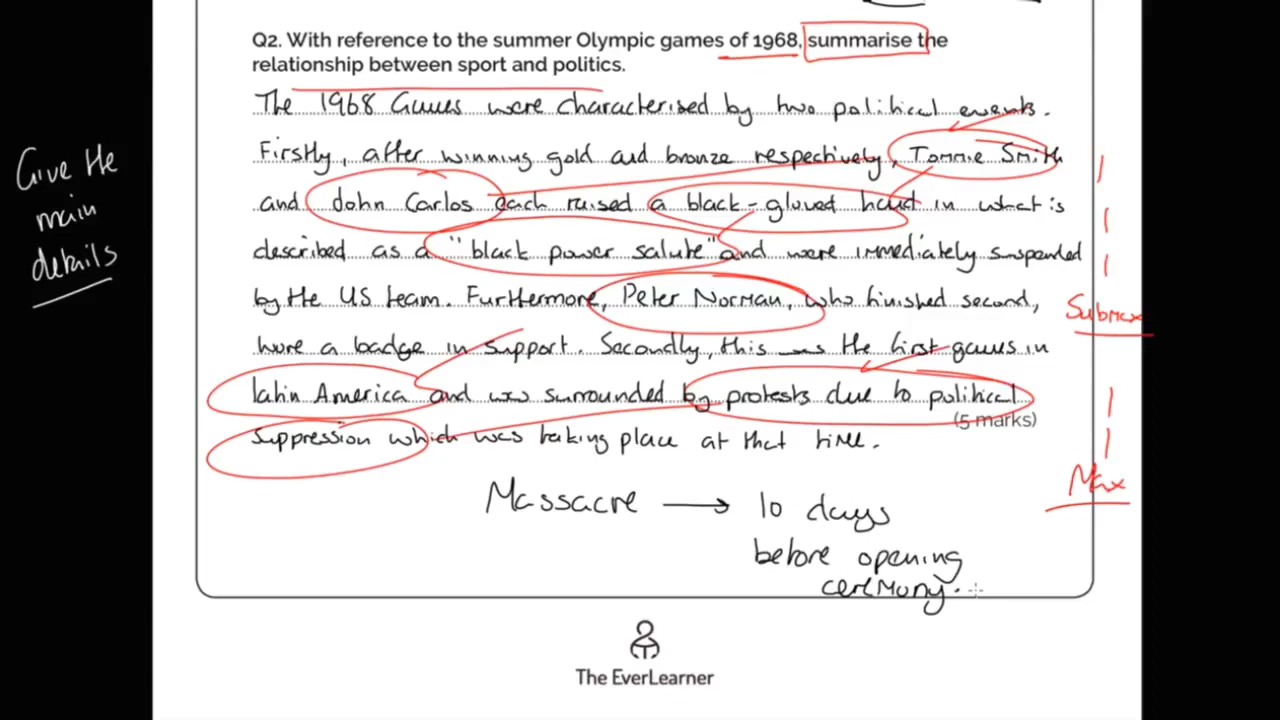 Q2. With reference to the summer Olympic games of 1968, summarise the
relationship between sport and politics.
The 1968 Games were characterised by two political events.
Firstly, after winning gold and bronze respectively, Tommie Smith
and John Carlos each raised a black-gloved hand in what is
described as a "black power salute" and were immediately suspended
by the US team. Furthermore, Peter Norman, who finished second,
wore a badge in support. Secondly, this was the first games in
latin America and was surrounded by protests due to political
(5 marks)
suppression which was taking place at that time.
Give the
main
details
Submax
Max
Massacre → 10 days
before opening
ceremony.
The EverLearner